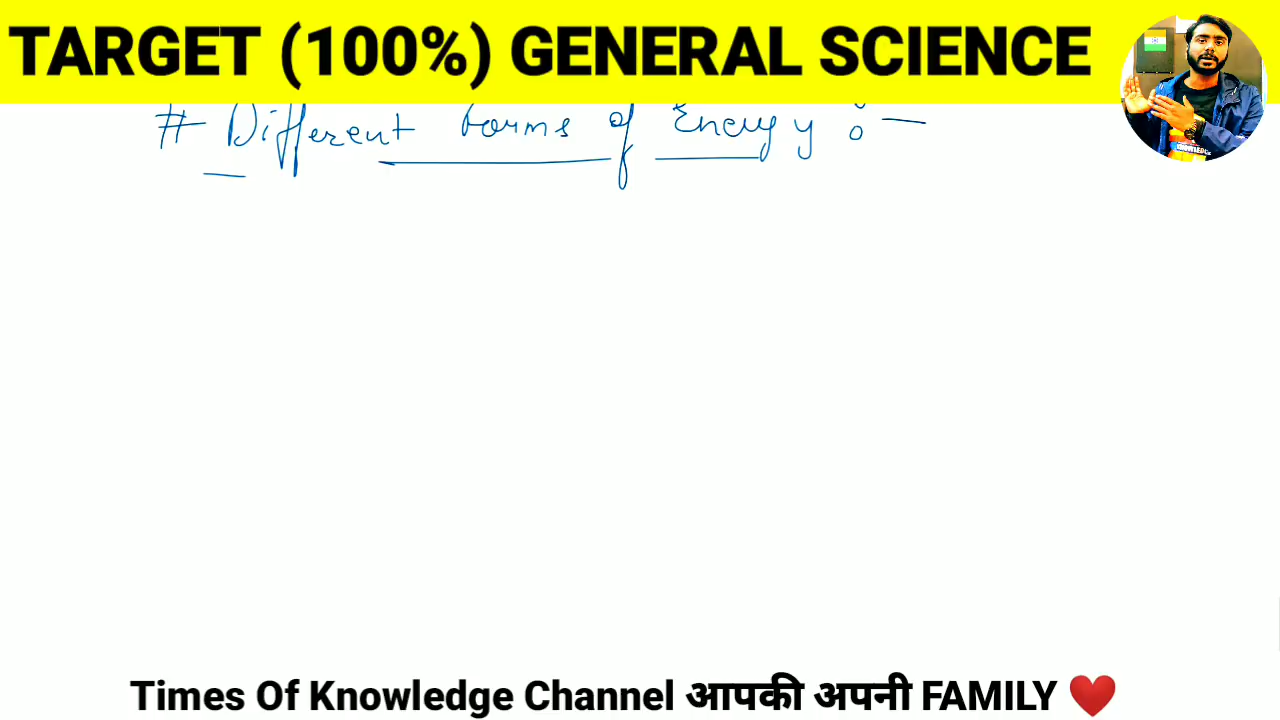 TARGET (100%) GENERAL SCIENCE
# Different forms of Energy :-
Times Of Knowledge Channel आपकी अपनी FAMILY ❤️